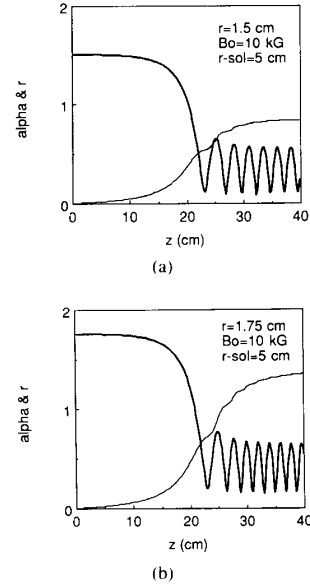 2
r=1.5 cm
Bo=10 kG
r-sol=5 cm
alpha & r
1
0
0 10 20 30 40
z (cm)
(a)
2
r=1.75 cm
Bo=10 kG
r-sol=5 cm
alpha & r
1
0
0 10 20 30 40
z (cm)
(b)